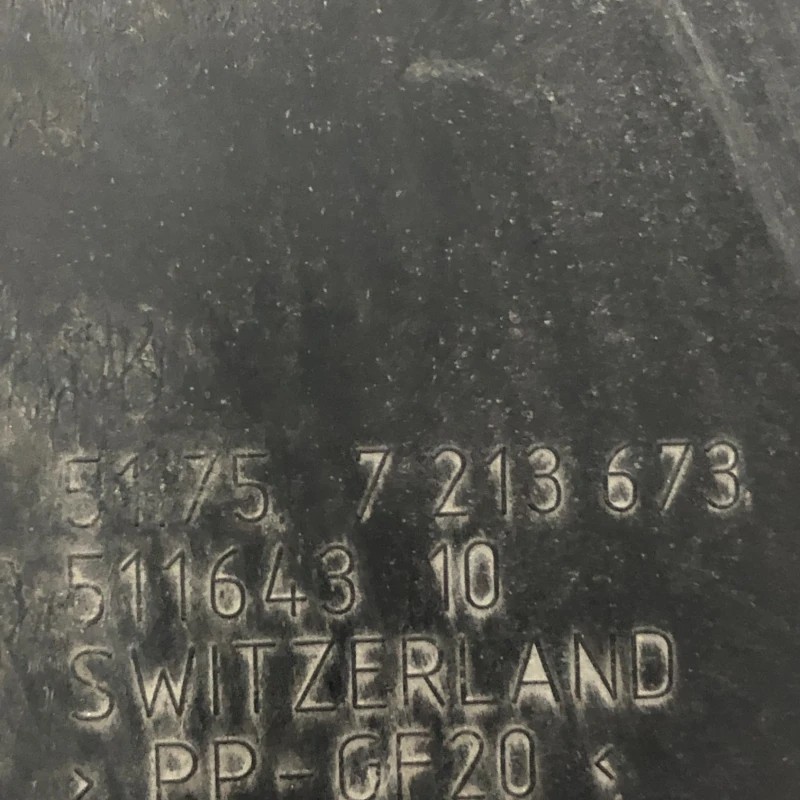 5175 7 213 673
511643 10
SWITZERLAND
> PP-GF20 <